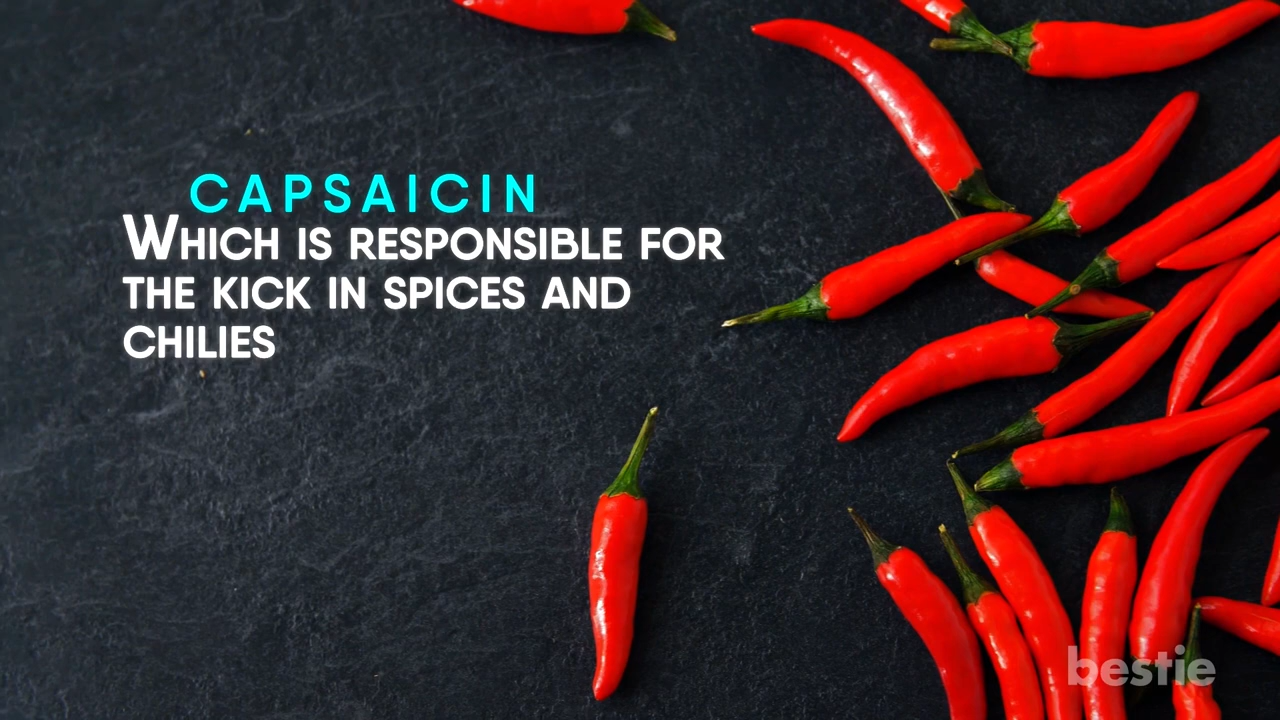 CAPSAICIN
WHICH IS RESPONSIBLE FOR
THE KICK IN SPICES AND
CHILIES
bestie